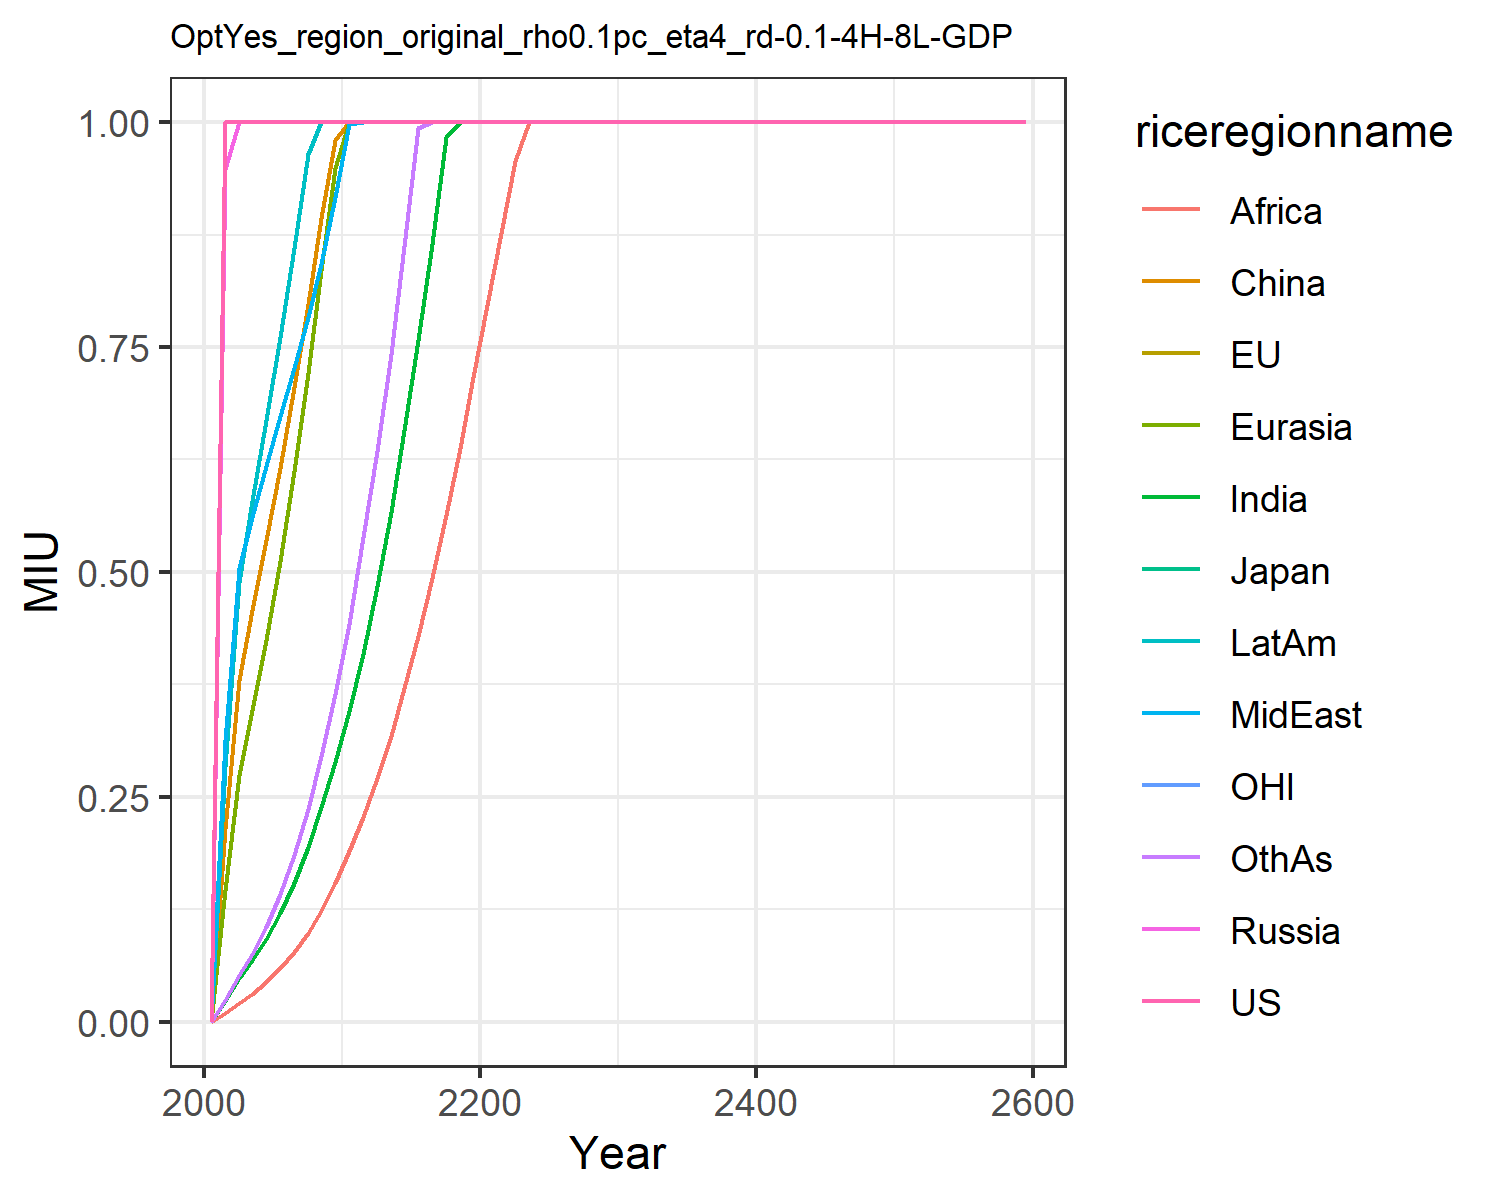 OptYes_region_original_rho0.1pc_eta4_rd-0.1-4H-8L-GDP
1.00
0.75
0.50
0.25
0.00
MIU
2000
2200
2400
2600
Year
riceregionname
Africa
China
EU
Eurasia
India
Japan
LatAm
MidEast
OHI
OthAs
Russia
US